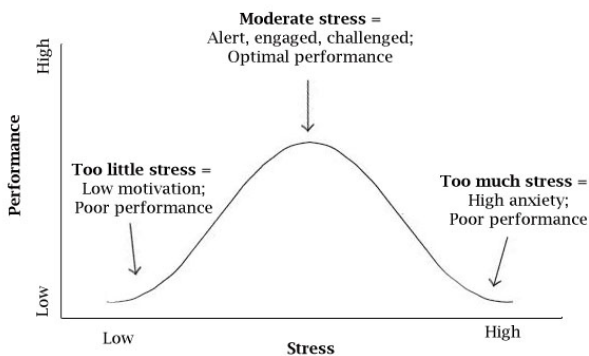 Moderate stress =
Alert, engaged, challenged;
Optimal performance
High
Performance
Low
Too little stress =
Low motivation;
Poor performance
Too much stress =
High anxiety;
Poor performance
Low
Stress
High